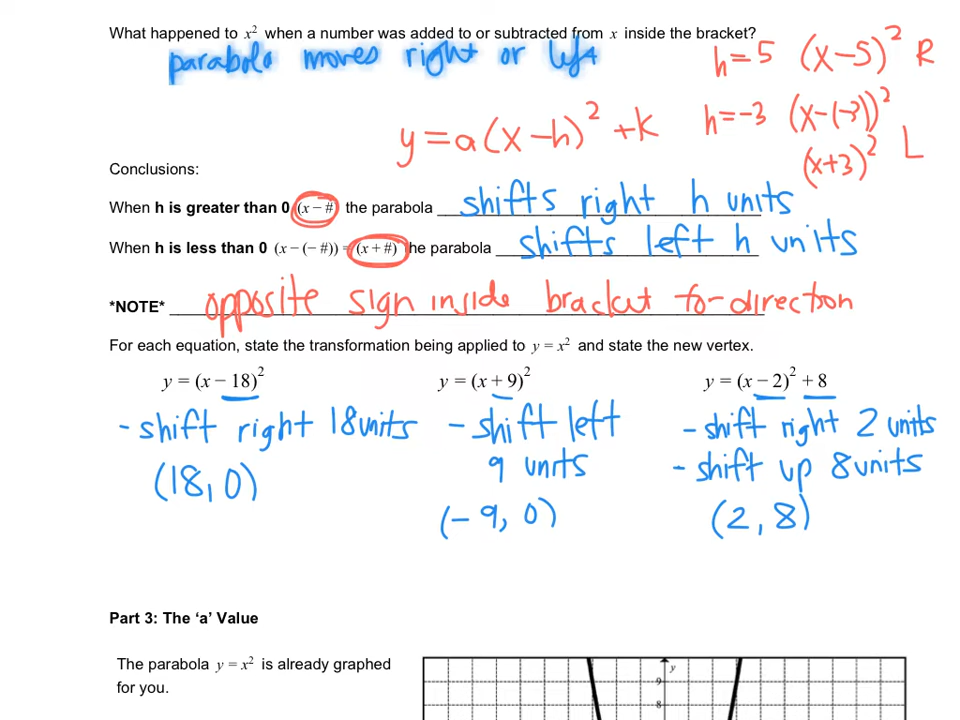 What happened to x² when a number was added to or subtracted from x inside the bracket?
parabola moves right or left
h=5 (x-5)² R
y=a(x-h)²+k
h=-3 (x-(-3))²
(x+3)² L
Conclusions:
When h is greater than 0 (x - #) the parabola shifts right h units
When h is less than 0 (x - (- #)) = (x + #) he parabola shifts left h units
*NOTE* opposite sign inside bracket to direction
For each equation, state the transformation being applied to y = x² and state the new vertex.
y = (x - 18)²
- shift right 18 units
(18, 0)
y = (x + 9)²
- shift left
9 units
(-9, 0)
y = (x - 2)² + 8
- shift right 2 units
- shift up 8 units
(2, 8)
Part 3: The 'a' Value
The parabola y = x² is already graphed
for you.
y
9
8